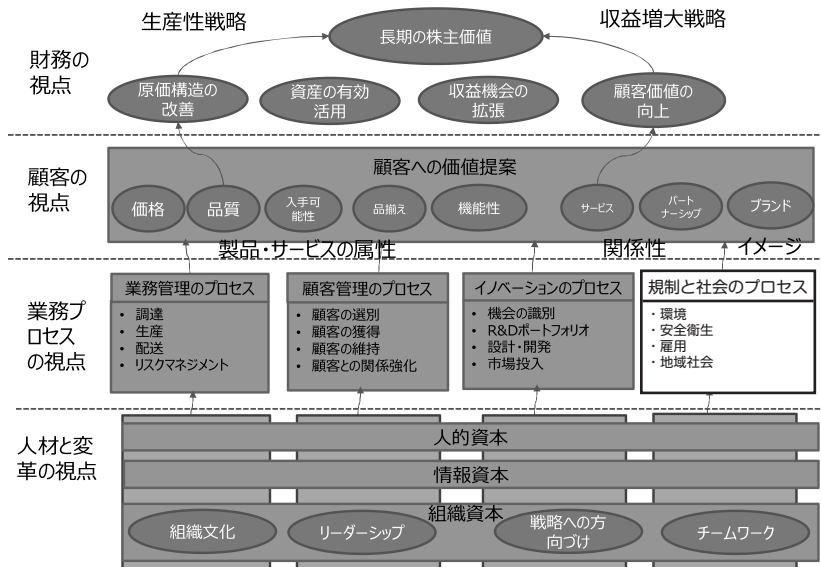 生産性戦略
長期の株主価値
収益増大戦略
財務の
視点
原価構造の
改善
資産の有効
活用
収益機会の
拡張
顧客価値の
向上
顧客の
視点
顧客への価値提案
価格
品質
入手可
能性
品揃え
機能性
サービス
パート
ナーシップ
ブランド
製品・サービスの属性
関係性
イメージ
業務プ
ロセス
の視点
業務管理のプロセス
• 調達
• 生産
• 配送
• リスクマネジメント
顧客管理のプロセス
• 顧客の選別
• 顧客の獲得
• 顧客の維持
• 顧客との関係強化
イノベーションのプロセス
• 機会の識別
• R&Dポートフォリオ
• 設計・開発
• 市場投入
規制と社会のプロセス
・環境
・安全衛生
・雇用
・地域社会
人材と変
革の視点
人的資本
情報資本
組織資本
組織文化
リーダーシップ
戦略への方
向づけ
チームワーク